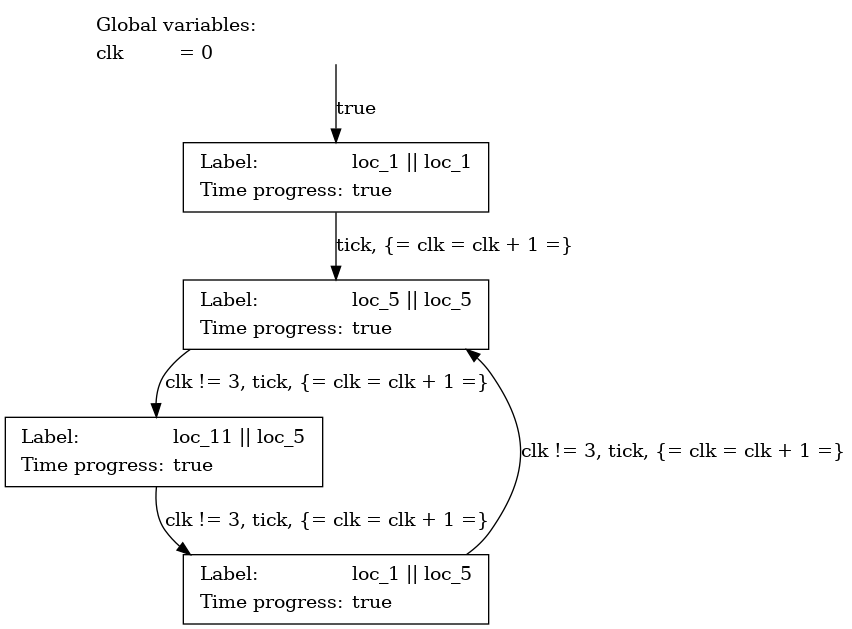 Global variables:
clk = 0
true
Label: loc_1 || loc_1
Time progress: true
tick, {= clk = clk + 1 =}
Label: loc_5 || loc_5
Time progress: true
clk != 3, tick, {= clk = clk + 1 =}
Label: loc_11 || loc_5
Time progress: true
clk != 3, tick, {= clk = clk + 1 =}
clk != 3, tick, {= clk = clk + 1 =}
Label: loc_1 || loc_5
Time progress: true